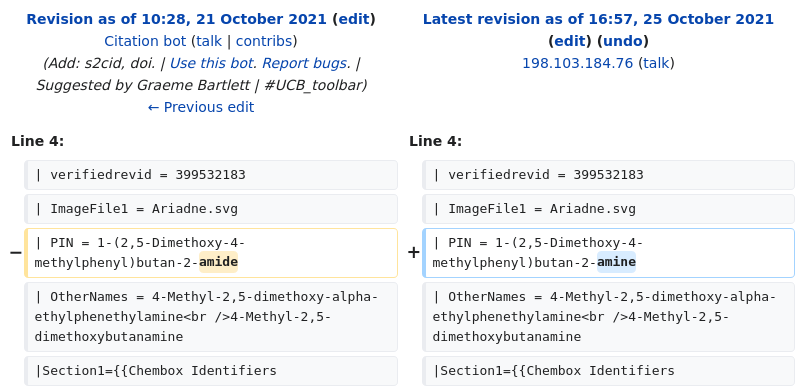 Revision as of 10:28, 21 October 2021 (edit)
Citation bot (talk | contribs)
(Add: s2cid, doi. | Use this bot. Report bugs. |
Suggested by Graeme Bartlett | #UCB_toolbar)
← Previous edit
Latest revision as of 16:57, 25 October 2021
(edit) (undo)
198.103.184.76 (talk)
Line 4:
| verifiedrevid = 399532183
| ImageFile1 = Ariadne.svg
− | PIN = 1-(2,5-Dimethoxy-4-
methylphenyl)butan-2-amide
| OtherNames = 4-Methyl-2,5-dimethoxy-alpha-
ethylphenethylamine<br />4-Methyl-2,5-
dimethoxybutanamine
|Section1={{Chembox Identifiers
Line 4:
| verifiedrevid = 399532183
| ImageFile1 = Ariadne.svg
+ | PIN = 1-(2,5-Dimethoxy-4-
methylphenyl)butan-2-amine
| OtherNames = 4-Methyl-2,5-dimethoxy-alpha-
ethylphenethylamine<br />4-Methyl-2,5-
dimethoxybutanamine
|Section1={{Chembox Identifiers